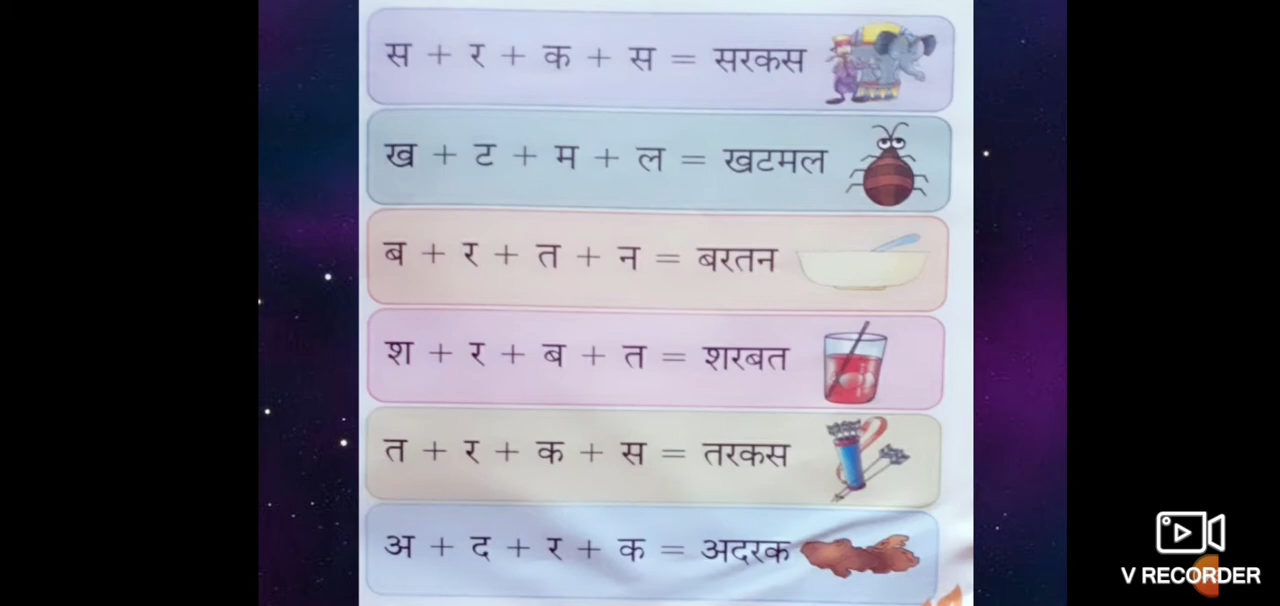 स + र + क + स = सरकस
ख + ट + म + ल = खटमल
ब + र + त + न = बरतन
श + र + ब + त = शरबत
त + र + क + स = तरकस
अ + द + र + क = अदरक
V RECORDER